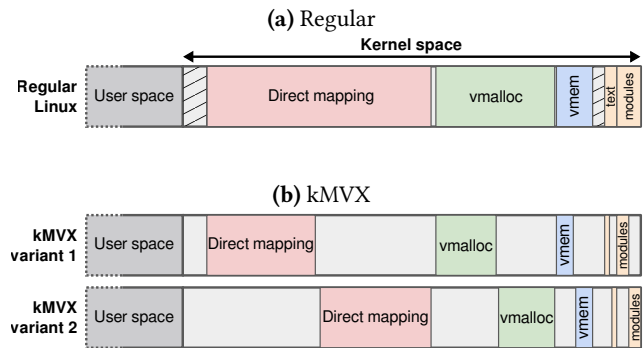 (a) Regular
Kernel space
Regular
Linux
User space
Direct mapping
vmalloc
vmem
text
modules
(b) kMVX
kMVX
variant 1
User space
Direct mapping
vmalloc
vmem
modules
kMVX
variant 2
User space
Direct mapping
vmalloc
vmem
modules